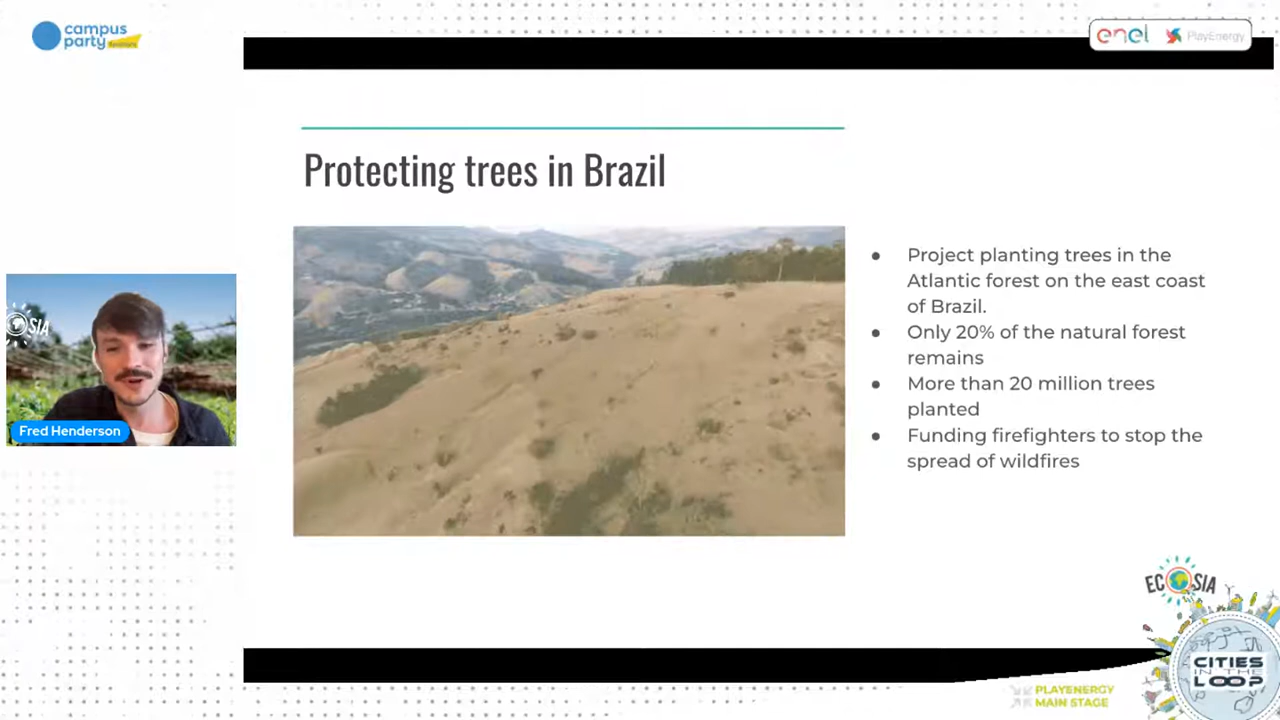 campus
party
enel PlayEnergy
Protecting trees in Brazil
● Project planting trees in the
Atlantic forest on the east coast
of Brazil.
● Only 20% of the natural forest
remains
● More than 20 million trees
planted
● Funding firefighters to stop the
spread of wildfires
OSIA
Fred Henderson
ECOSIA
CITIES
IN THE
LOOP
PLAYENERGY
MAIN STAGE